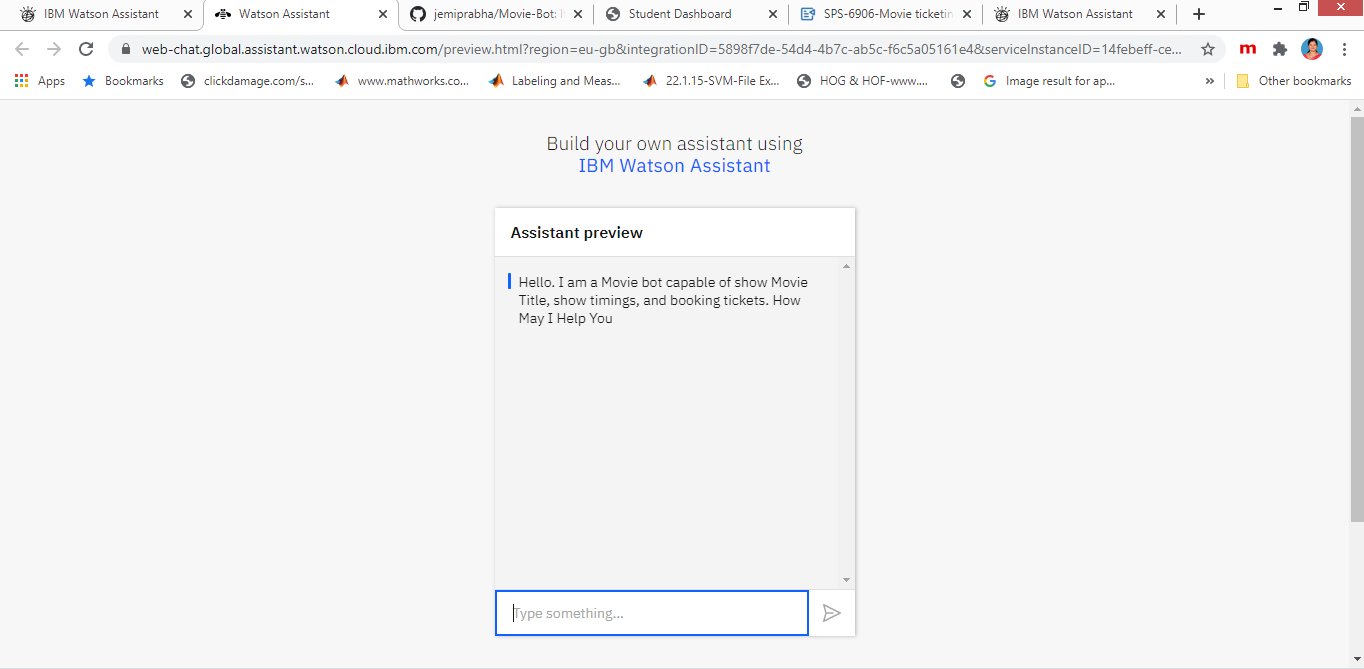 IBM Watson Assistant
Watson Assistant
jemiprabha/Movie-Bot: I
Student Dashboard
SPS-6906-Movie ticketin
IBM Watson Assistant
web-chat.global.assistant.watson.cloud.ibm.com/preview.html?region=eu-gb&integrationID=5898f7de-54d4-4b7c-ab5c-f6c5a05161e4&serviceInstanceID=14febeff-ce...
m
Apps
Bookmarks
clickdamage.com/s...
www.mathworks.co...
Labeling and Meas...
22.1.15-SVM-File Ex...
HOG & HOF-www....
Image result for ap...
»
Other bookmarks
Build your own assistant using
IBM Watson Assistant
Assistant preview
Hello. I am a Movie bot capable of show Movie
Title, show timings, and booking tickets. How
May I Help You
Type something...